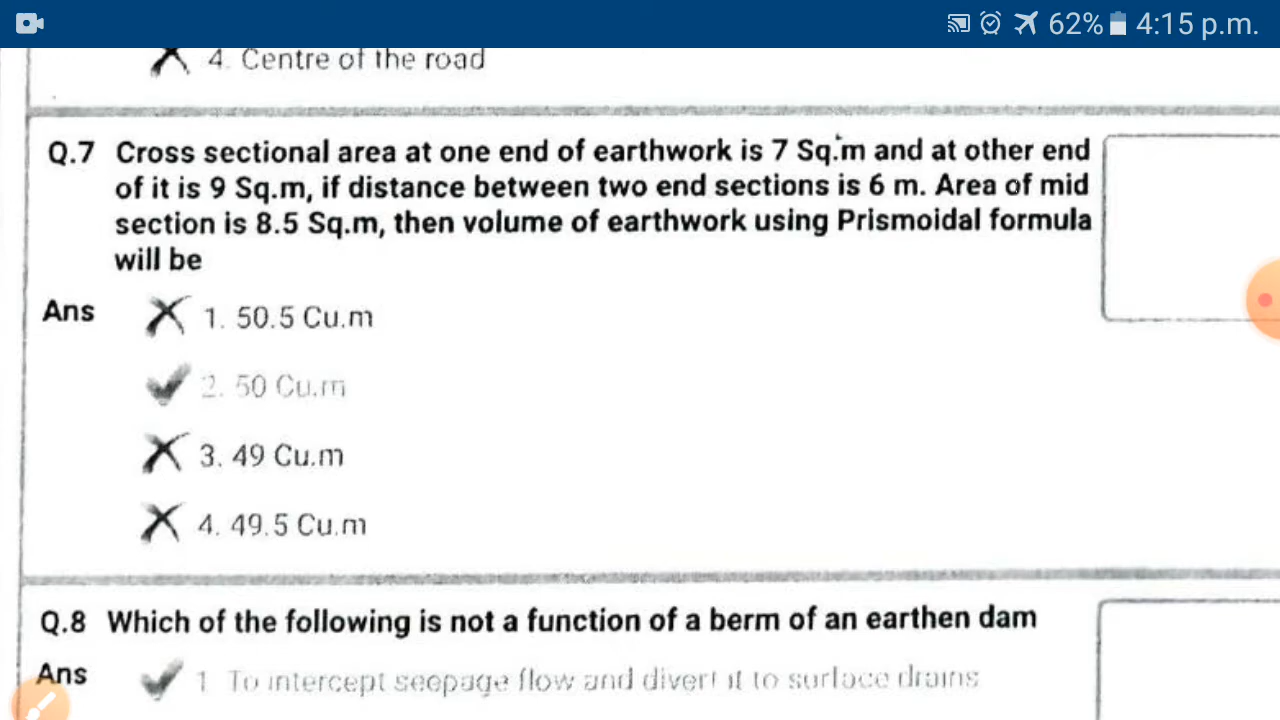 62% 4:15 p.m.
4. Centre of the road
Q.7 Cross sectional area at one end of earthwork is 7 Sq.m and at other end
of it is 9 Sq.m, if distance between two end sections is 6 m. Area of mid
section is 8.5 Sq.m, then volume of earthwork using Prismoidal formula
will be
Ans 1. 50.5 Cu.m
2. 50 Cu.m
3. 49 Cu.m
4. 49.5 Cu.m
Q.8 Which of the following is not a function of a berm of an earthen dam
Ans 1 To intercept seepage flow and divert it to surface drains